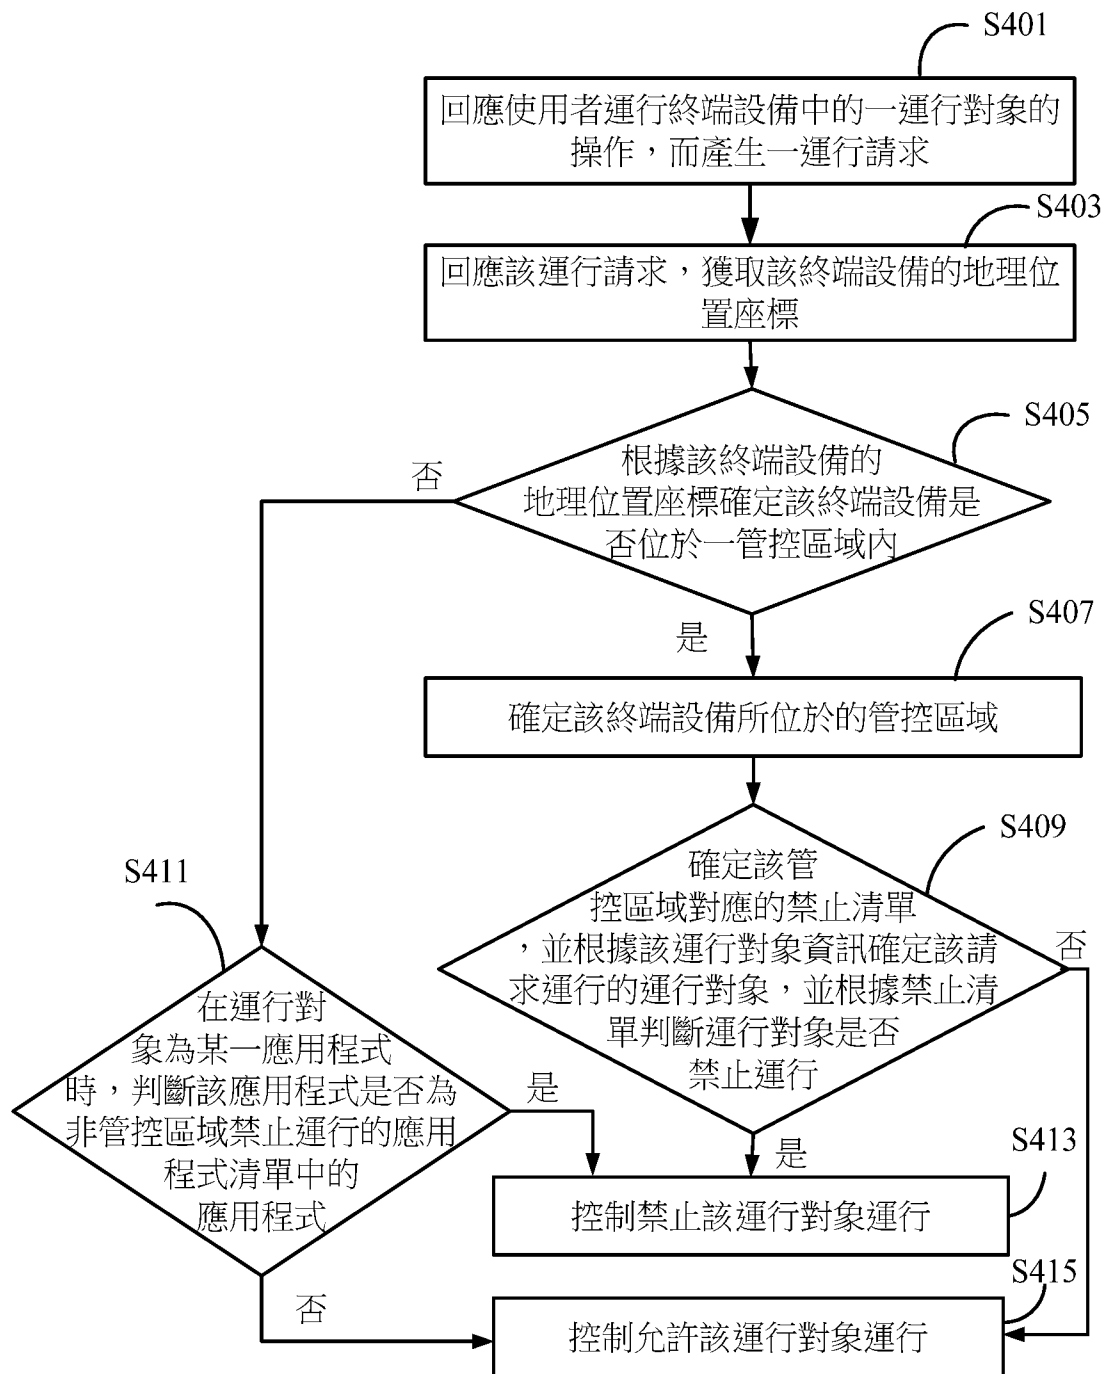 S401
回應使用者運行終端設備中的一運行對象的
操作，而產生一運行請求
S403
回應該運行請求，獲取該終端設備的地理位
置座標
S405
根據該終端設備的
地理位置座標確定該終端設備是
否位於一管控區域內
否
是
S407
確定該終端設備所位於的管控區域
S409
確定該管
控區域對應的禁止清單
，並根據該運行對象資訊確定該請
求運行的運行對象，並根據禁止清
單判斷運行對象是否
禁止運行
否
是
S411
在運行對
象為某一應用程式
時，判斷該應用程式是否為
非管控區域禁止運行的應用
程式清單中的
應用程式
是
否
S413
控制禁止該運行對象運行
S415
控制允許該運行對象運行